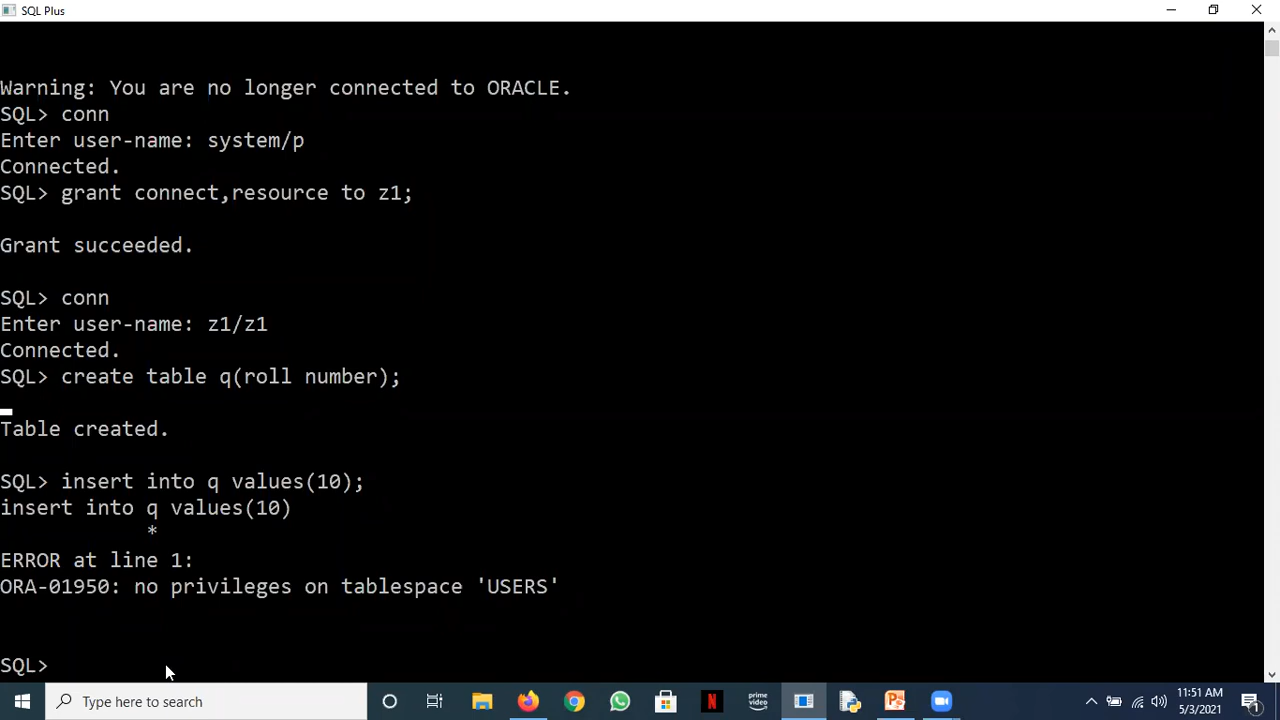 SQL Plus
Warning: You are no longer connected to ORACLE.
SQL> conn
Enter user-name: system/p
Connected.
SQL> grant connect,resource to z1;
Grant succeeded.
SQL> conn
Enter user-name: z1/z1
Connected.
SQL> create table q(roll number);
Table created.
SQL> insert into q values(10);
insert into q values(10)
*
ERROR at line 1:
ORA-01950: no privileges on tablespace 'USERS'
SQL>
Type here to search
N
prime video
11:51 AM
5/3/2021
1